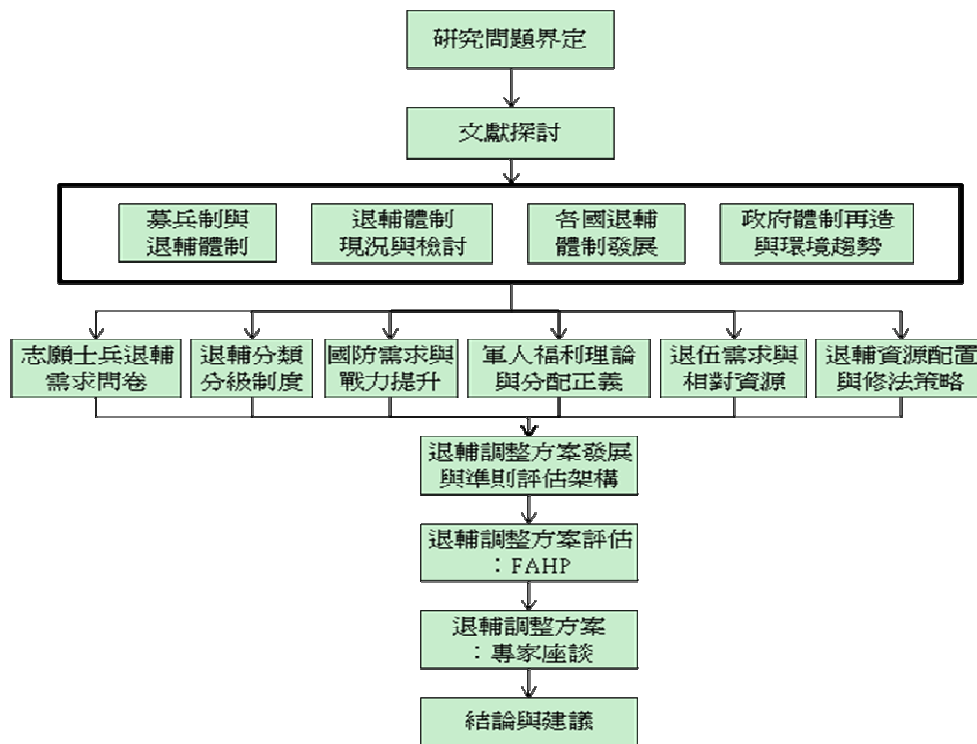 研究問題界定
文獻探討
募兵制與
退輔體制
退輔體制
現況與檢討
各國退輔
體制發展
政府體制再造
與環境趨勢
志願士兵退輔
需求問卷
退輔分類
分級制度
國防需求與
戰力提升
軍人福利理論
與分配正義
退伍需求與
相對資源
退輔資源配置
與修法策略
退輔調整方案發展
與準則評估架構
退輔調整方案評估
：FAHP
退輔調整方案
：專家座談
結論與建議